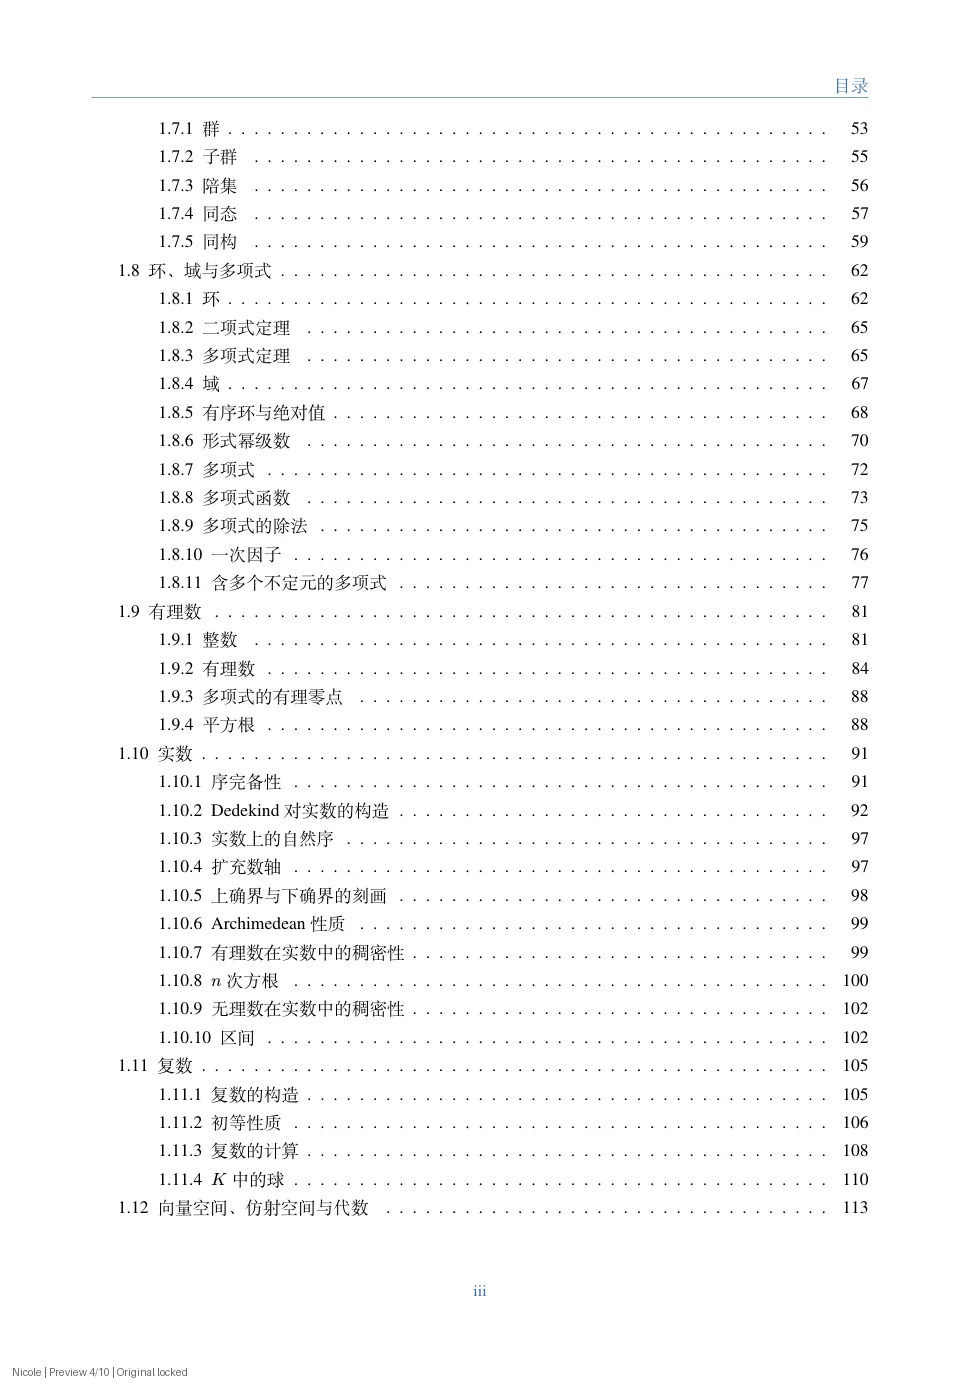 目录
1.7.1 群 . . . . . . . . . . . . . . . . . . . . . . . . . . . . . . . . . . . . . . . . . . . . . . 53
1.7.2 子群 . . . . . . . . . . . . . . . . . . . . . . . . . . . . . . . . . . . . . . . . . . . . 55
1.7.3 陪集 . . . . . . . . . . . . . . . . . . . . . . . . . . . . . . . . . . . . . . . . . . . . 56
1.7.4 同态 . . . . . . . . . . . . . . . . . . . . . . . . . . . . . . . . . . . . . . . . . . . . 57
1.7.5 同构 . . . . . . . . . . . . . . . . . . . . . . . . . . . . . . . . . . . . . . . . . . . . 59
1.8 环、域与多项式 . . . . . . . . . . . . . . . . . . . . . . . . . . . . . . . . . . . . . . . . . . 62
1.8.1 环 . . . . . . . . . . . . . . . . . . . . . . . . . . . . . . . . . . . . . . . . . . . . . . 62
1.8.2 二项式定理 . . . . . . . . . . . . . . . . . . . . . . . . . . . . . . . . . . . . . . . . 65
1.8.3 多项式定理 . . . . . . . . . . . . . . . . . . . . . . . . . . . . . . . . . . . . . . . . 65
1.8.4 域 . . . . . . . . . . . . . . . . . . . . . . . . . . . . . . . . . . . . . . . . . . . . . . 67
1.8.5 有序环与绝对值 . . . . . . . . . . . . . . . . . . . . . . . . . . . . . . . . . . . . . . 68
1.8.6 形式幂级数 . . . . . . . . . . . . . . . . . . . . . . . . . . . . . . . . . . . . . . . . 70
1.8.7 多项式 . . . . . . . . . . . . . . . . . . . . . . . . . . . . . . . . . . . . . . . . . . . 72
1.8.8 多项式函数 . . . . . . . . . . . . . . . . . . . . . . . . . . . . . . . . . . . . . . . . 73
1.8.9 多项式的除法 . . . . . . . . . . . . . . . . . . . . . . . . . . . . . . . . . . . . . . . 75
1.8.10 一次因子 . . . . . . . . . . . . . . . . . . . . . . . . . . . . . . . . . . . . . . . . . 76
1.8.11 含多个不定元的多项式 . . . . . . . . . . . . . . . . . . . . . . . . . . . . . . . . . 77
1.9 有理数 . . . . . . . . . . . . . . . . . . . . . . . . . . . . . . . . . . . . . . . . . . . . . . . 81
1.9.1 整数 . . . . . . . . . . . . . . . . . . . . . . . . . . . . . . . . . . . . . . . . . . . . 81
1.9.2 有理数 . . . . . . . . . . . . . . . . . . . . . . . . . . . . . . . . . . . . . . . . . . . 84
1.9.3 多项式的有理零点 . . . . . . . . . . . . . . . . . . . . . . . . . . . . . . . . . . . . 88
1.9.4 平方根 . . . . . . . . . . . . . . . . . . . . . . . . . . . . . . . . . . . . . . . . . . . 88
1.10 实数 . . . . . . . . . . . . . . . . . . . . . . . . . . . . . . . . . . . . . . . . . . . . . . . . 91
1.10.1 序完备性 . . . . . . . . . . . . . . . . . . . . . . . . . . . . . . . . . . . . . . . . . 91
1.10.2 Dedekind 对实数的构造 . . . . . . . . . . . . . . . . . . . . . . . . . . . . . . . . . 92
1.10.3 实数上的自然序 . . . . . . . . . . . . . . . . . . . . . . . . . . . . . . . . . . . . . 97
1.10.4 扩充数轴 . . . . . . . . . . . . . . . . . . . . . . . . . . . . . . . . . . . . . . . . . 97
1.10.5 上确界与下确界的刻画 . . . . . . . . . . . . . . . . . . . . . . . . . . . . . . . . . 98
1.10.6 Archimedean 性质 . . . . . . . . . . . . . . . . . . . . . . . . . . . . . . . . . . . . 99
1.10.7 有理数在实数中的稠密性 . . . . . . . . . . . . . . . . . . . . . . . . . . . . . . . . 99
1.10.8 n 次方根 . . . . . . . . . . . . . . . . . . . . . . . . . . . . . . . . . . . . . . . . . 100
1.10.9 无理数在实数中的稠密性 . . . . . . . . . . . . . . . . . . . . . . . . . . . . . . . . 102
1.10.10 区间 . . . . . . . . . . . . . . . . . . . . . . . . . . . . . . . . . . . . . . . . . . . 102
1.11 复数 . . . . . . . . . . . . . . . . . . . . . . . . . . . . . . . . . . . . . . . . . . . . . . . . 105
1.11.1 复数的构造 . . . . . . . . . . . . . . . . . . . . . . . . . . . . . . . . . . . . . . . . 105
1.11.2 初等性质 . . . . . . . . . . . . . . . . . . . . . . . . . . . . . . . . . . . . . . . . . 106
1.11.3 复数的计算 . . . . . . . . . . . . . . . . . . . . . . . . . . . . . . . . . . . . . . . . 108
1.11.4 K 中的球 . . . . . . . . . . . . . . . . . . . . . . . . . . . . . . . . . . . . . . . . . 110
1.12 向量空间、仿射空间与代数 . . . . . . . . . . . . . . . . . . . . . . . . . . . . . . . . . . 113
iii
Nicole | Preview 4/10 | Original locked